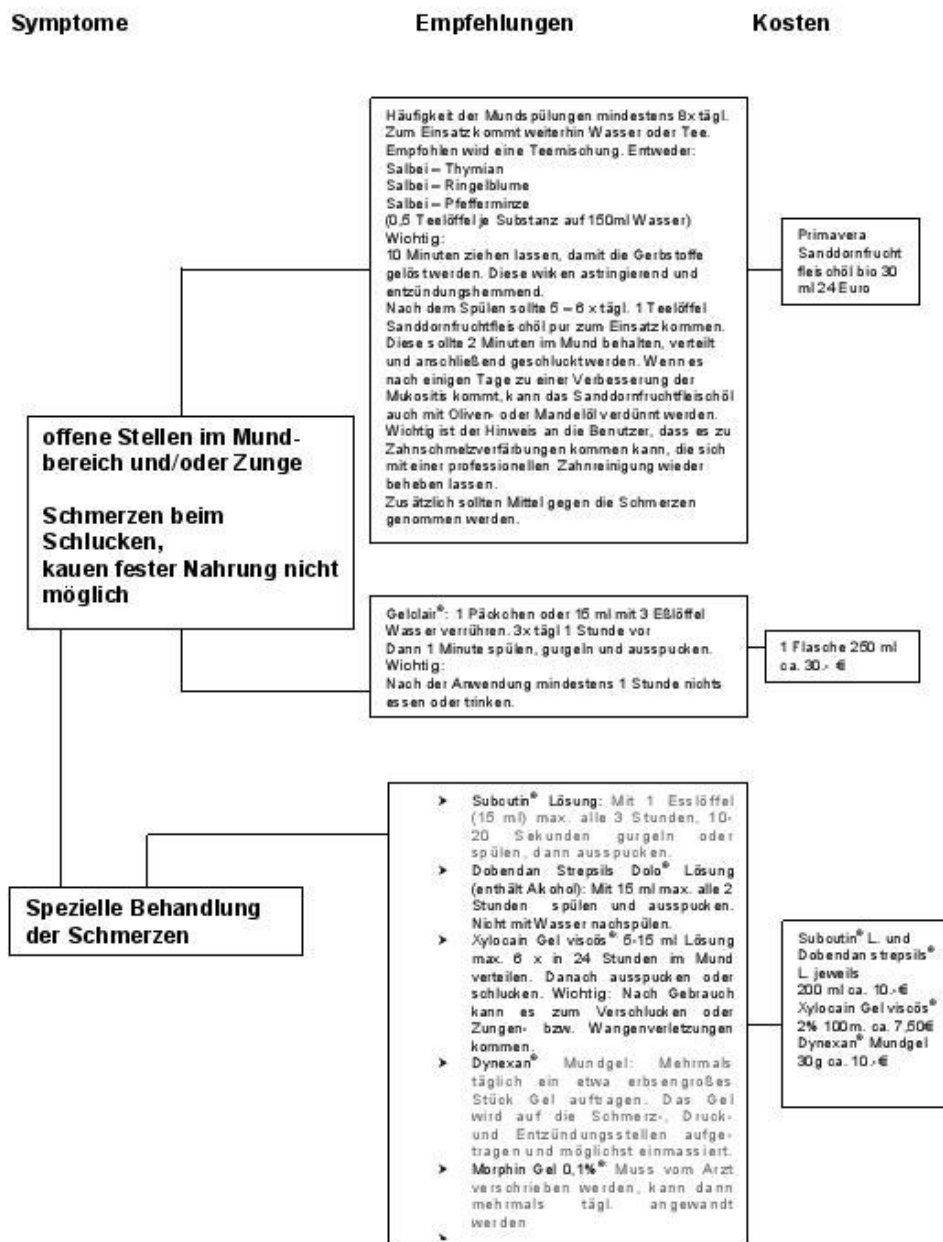 Symptome
Empfehlungen
Kosten
Häufigkeit der Mundspülungen mindestens 8x tägl.
Zum Einsatz kommt weiterhin Wasser oder Tee.
Empfohlen wird eine Teemischung. Entweder:
Salbei – Thymian
Salbei – Ringelblume
Salbei – Pfefferminze
(0,5 Teelöffel je Substanz auf 150ml Wasser)
Wichtig:
10 Minuten ziehen lassen, damit die Gerbstoffe
gelöst werden. Diese wirken astringierend und
entzündungshemmend.
Nach dem Spülen sollte 5 – 6 x tägl. 1 Teelöffel
Sanddornfruchtfleischöl pur zum Einsatz kommen.
Diese sollte 2 Minuten im Mund behalten, verteilt
und anschließend geschluckt werden. Wenn es
nach einigen Tage zu einer Verbesserung der
Mukositis kommt, kann das Sanddornfruchtfleischöl
auch mit Oliven- oder Mandelöl verdünnt werden.
Wichtig ist der Hinweis an die Benutzer, dass es zu
Zahnschmelzverfärbungen kommen kann, die sich
mit einer professionellen Zahnreinigung wieder
beheben lassen.
Zusätzlich sollten Mittel gegen die Schmerzen
genommen werden.
Primavera
Sanddornfrucht
fleischöl bio 30
ml 24 Euro
offene Stellen im Mund-
bereich und/oder Zunge
Schmerzen beim
Schlucken,
kauen fester Nahrung nicht
möglich
Gelclair®: 1 Päckchen oder 15 ml mit 3 Eßlöffel
Wasser verrühren. 3x tägl 1 Stunde vor
Dann 1 Minute spülen, gurgeln und ausspucken.
Wichtig:
Nach der Anwendung mindestens 1 Stunde nichts
essen oder trinken.
1 Flasche 250 ml
ca. 30.- €
Spezielle Behandlung
der Schmerzen
➤ Subcutin® Lösung: Mit 1 Esslöffel
(15 ml) max. alle 3 Stunden, 10-
20 Sekunden gurgeln oder
spülen, dann ausspucken.
➤ Dobendan Strepsils Dolo® Lösung
(enthält Akohol): Mit 15 ml max. alle 2
Stunden spülen und ausspucken.
Nicht mit Wasser nachspülen.
➤ Xylocain Gel viscös® 5-15 ml Lösung
max. 6 x in 24 Stunden im Mund
verteilen. Danach ausspucken oder
schlucken. Wichtig: Nach Gebrauch
kann es zum Verschlucken oder
Zungen- bzw. Wangenverletzungen
kommen.
➤ Dynexan® Mundgel: Mehrmals
täglich ein etwa erbsengroßes
Stück Gel auftragen. Das Gel
wird auf die Schmerz-, Druck-
und Entzündungsstellen aufge-
tragen und möglichst einmassiert.
➤ Morphin Gel 0,1%® Muss vom Arzt
verschrieben werden, kann dann
mehrmals tägl. angewandt
werden
➤
Subcutin® L. und
Dobendan strepsils®
L. jeweils
200 ml ca. 10.-€
Xylocain Gel viscös®
2% 100m. ca. 7,50€
Dynexan® Mundgel
30g ca. 10.-€